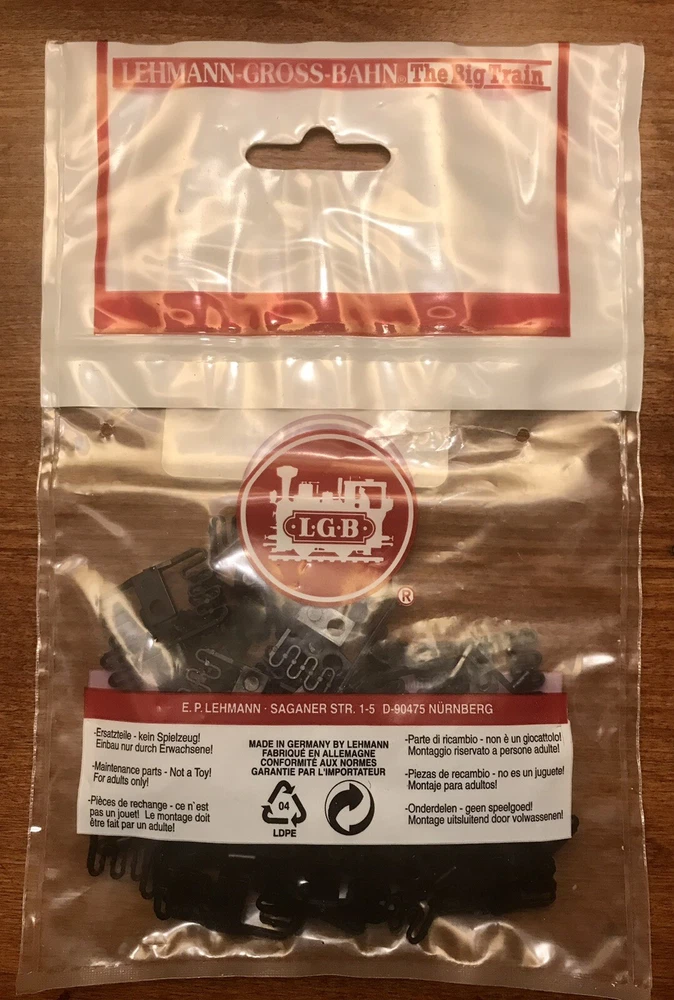 LEHMANN-GROSS-BAHN® The Big Train
L·G·B
®
E. P. LEHMANN · SAGANER STR. 1-5 D-90475 NÜRNBERG
-Ersatzteile - kein Spielzeug!
Einbau nur durch Erwachsene!
-Maintenance parts - Not a Toy!
For adults only!
-Pièces de rechange - ce n`est
pas un jouet! Le montage doit
être fait par un adulte!
MADE IN GERMANY BY LEHMANN
FABRIQUÉ EN ALLEMAGNE
CONFORMITÉ AUX NORMES
GARANTIE PAR L'IMPORTATEUR
04
LDPE
-Parte di ricambio - non è un giocattolo!
Montaggio riservato a persone adulte!
-Piezas de recambio - no es un juguete!
Montaje para adultos!
-Onderdelen - geen speelgoed!
Montage uitsluitend door volwassenen!